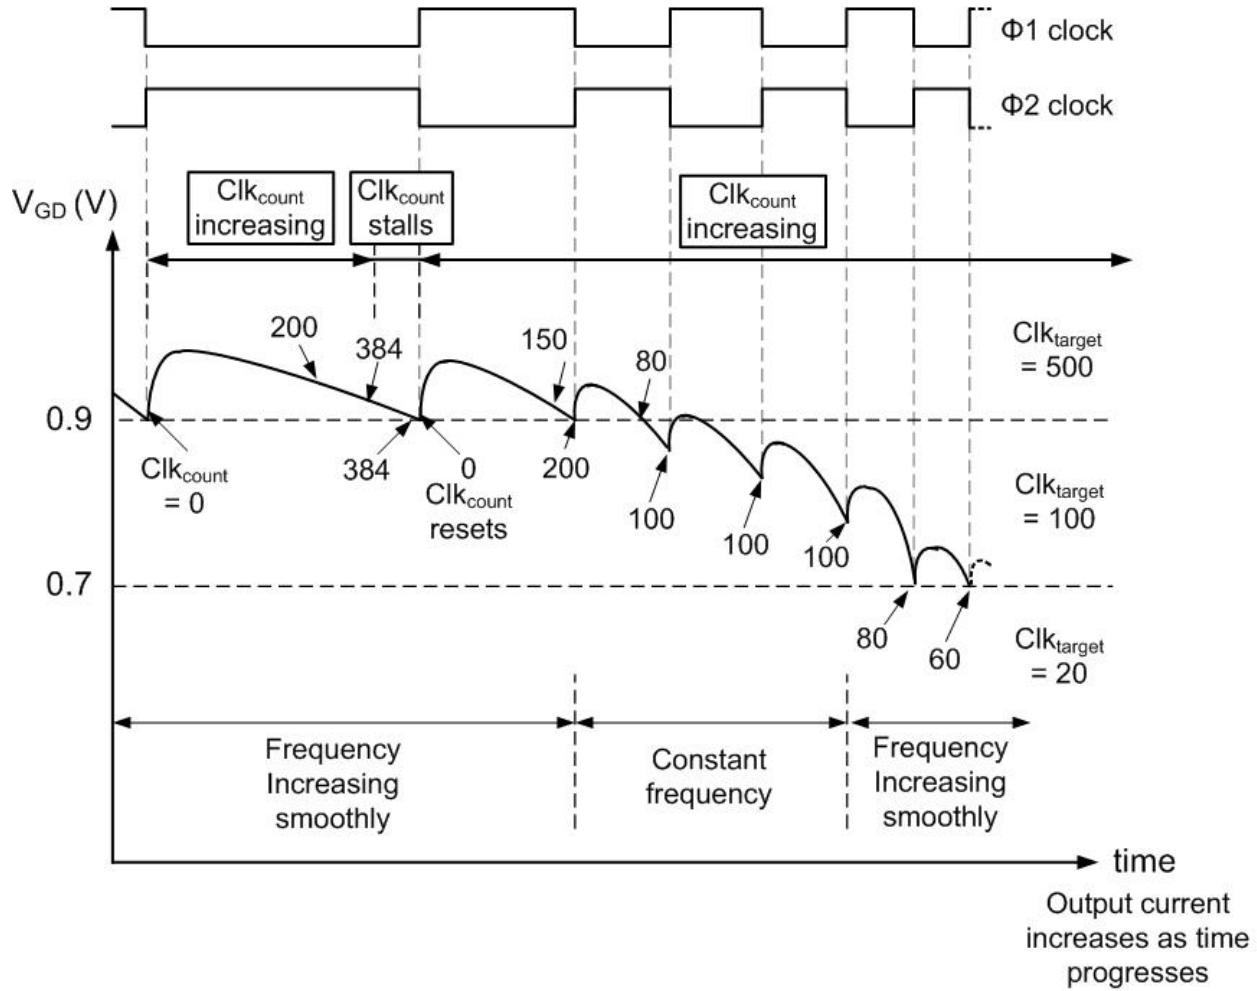 Φ1 clock
Φ2 clock
V_GD (V)
Clk_count
increasing
Clk_count
stalls
Clk_count
increasing
200
384
150
80
Clk_target
= 500
0.9
Clk_count
= 0
384
0
Clk_count
resets
200
100
100
100
Clk_target
= 100
0.7
80
60
Clk_target
= 20
Frequency
Increasing
smoothly
Constant
frequency
Frequency
Increasing
smoothly
time
Output current
increases as time
progresses